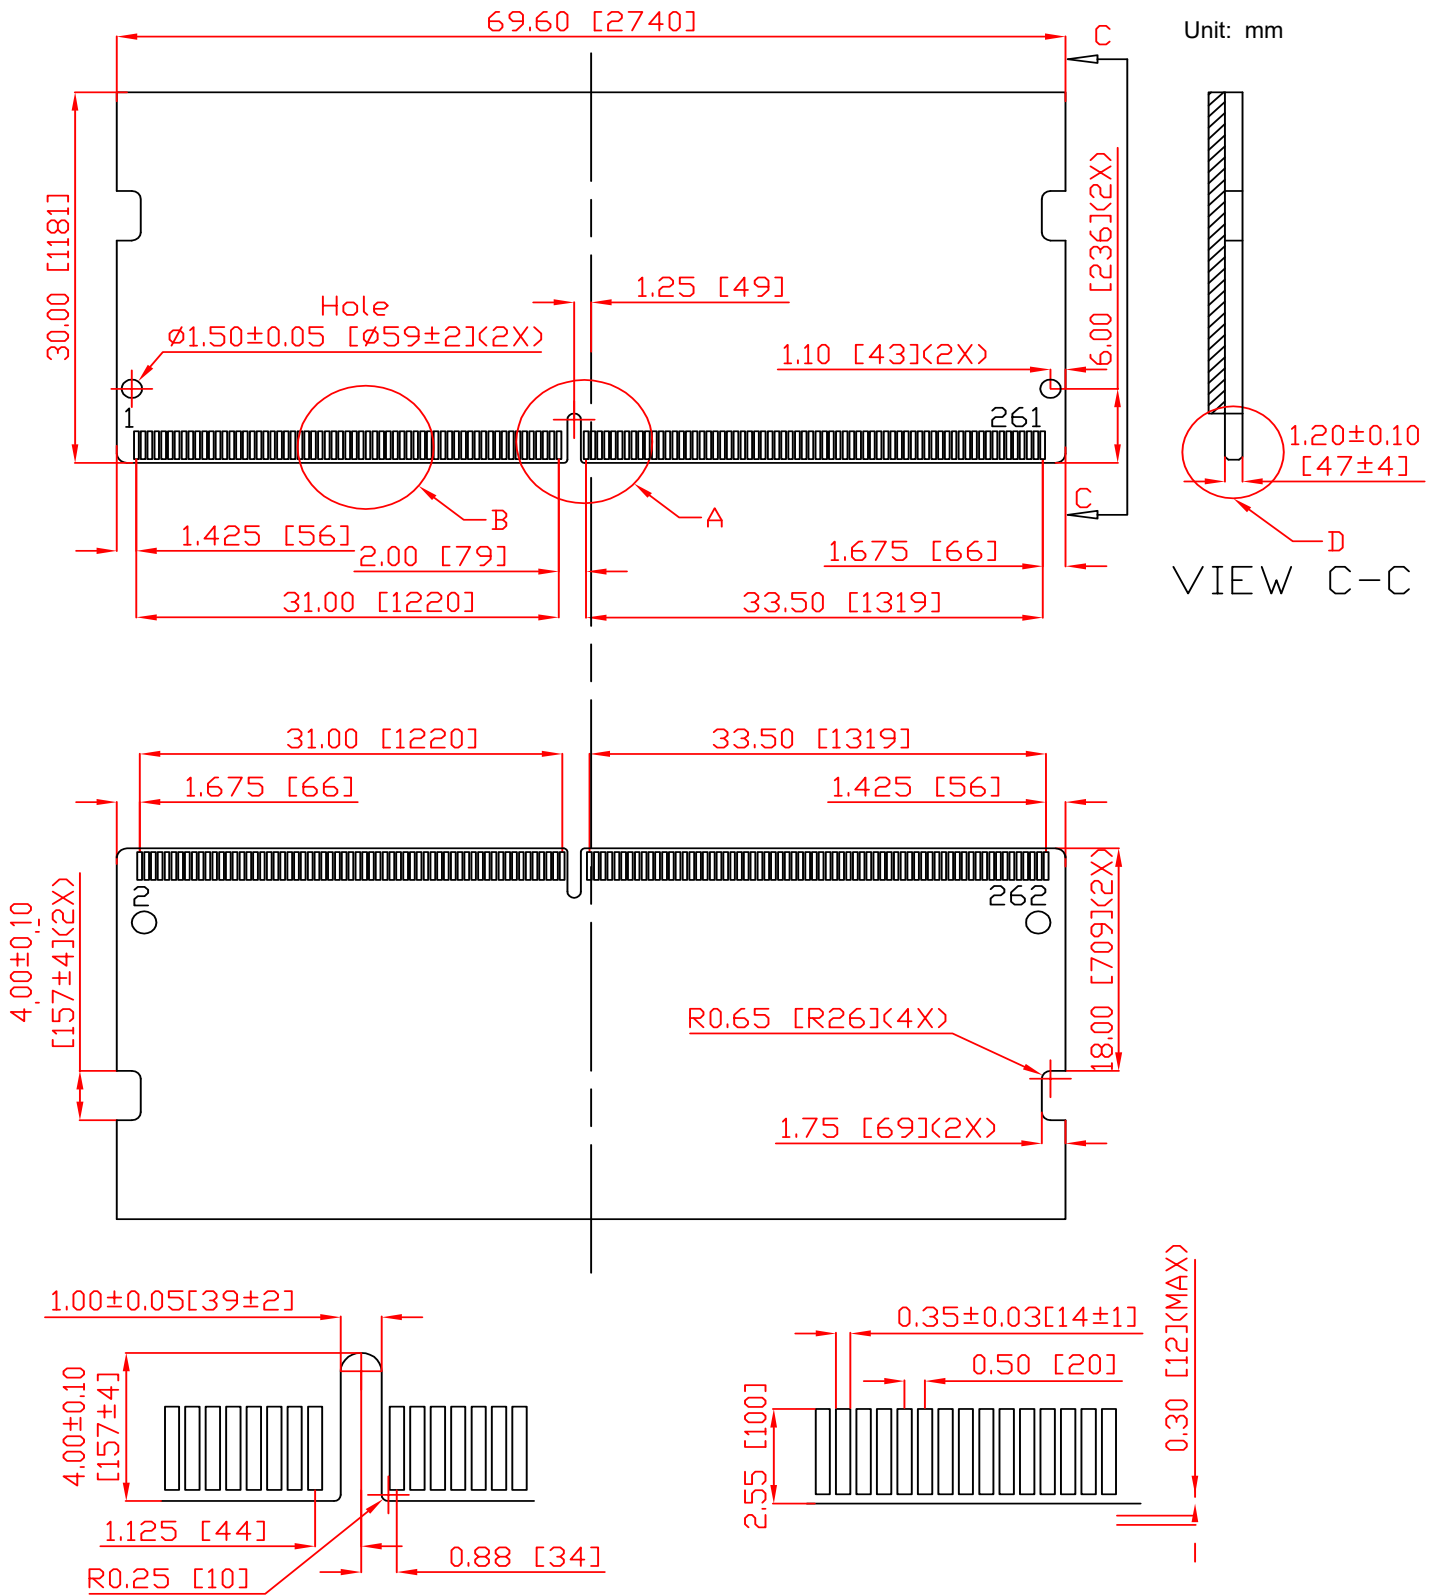 69.60 [2740]
C
Unit: mm
30.00 [1181]
6.00 [236](2X)
1.25 [49]
Hole
Ø1.50±0.05 [Ø59±2](2X)
1.10 [43](2X)
1
261
1.20±0.10
[47±4]
B
A
C
D
1.425 [56]
2.00 [79]
1.675 [66]
VIEW C-C
31.00 [1220]
33.50 [1319]
31.00 [1220]
33.50 [1319]
1.675 [66]
1.425 [56]
2
262
4.00±0.10
[157±4](2X)
18.00 [709](2X)
R0.65 [R26](4X)
1.75 [69](2X)
1.00±0.05[39±2]
0.35±0.03[14±1]
0.50 [20]
0.30 [12](MAX)
4.00±0.10
[157±4]
2.55 [100]
1.125 [44]
0.88 [34]
R0.25 [10]